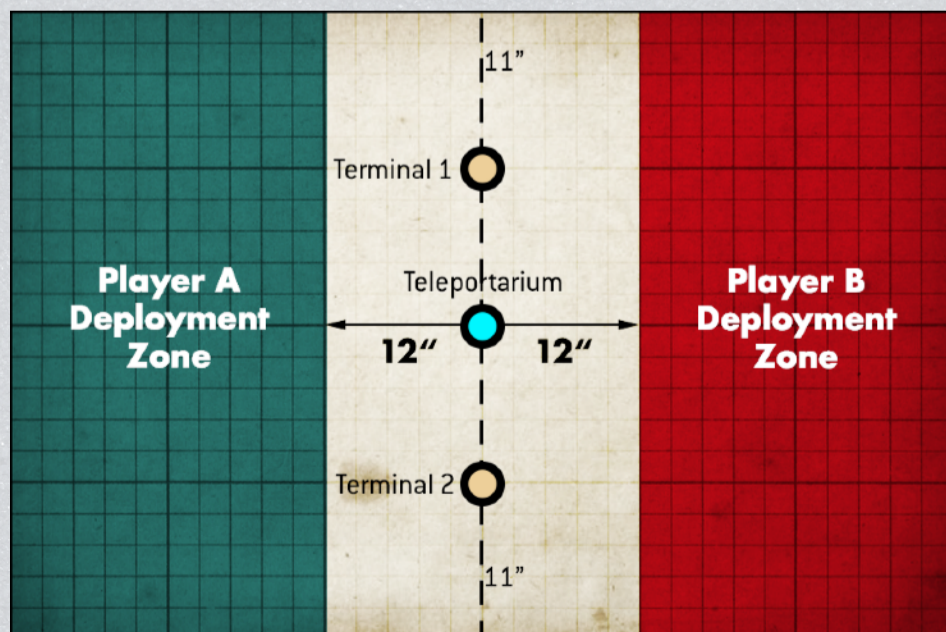 11”
Terminal 1
Teleportarium
Player A
Deployment
Zone
12“
12“
Player B
Deployment
Zone
Terminal 2
11”